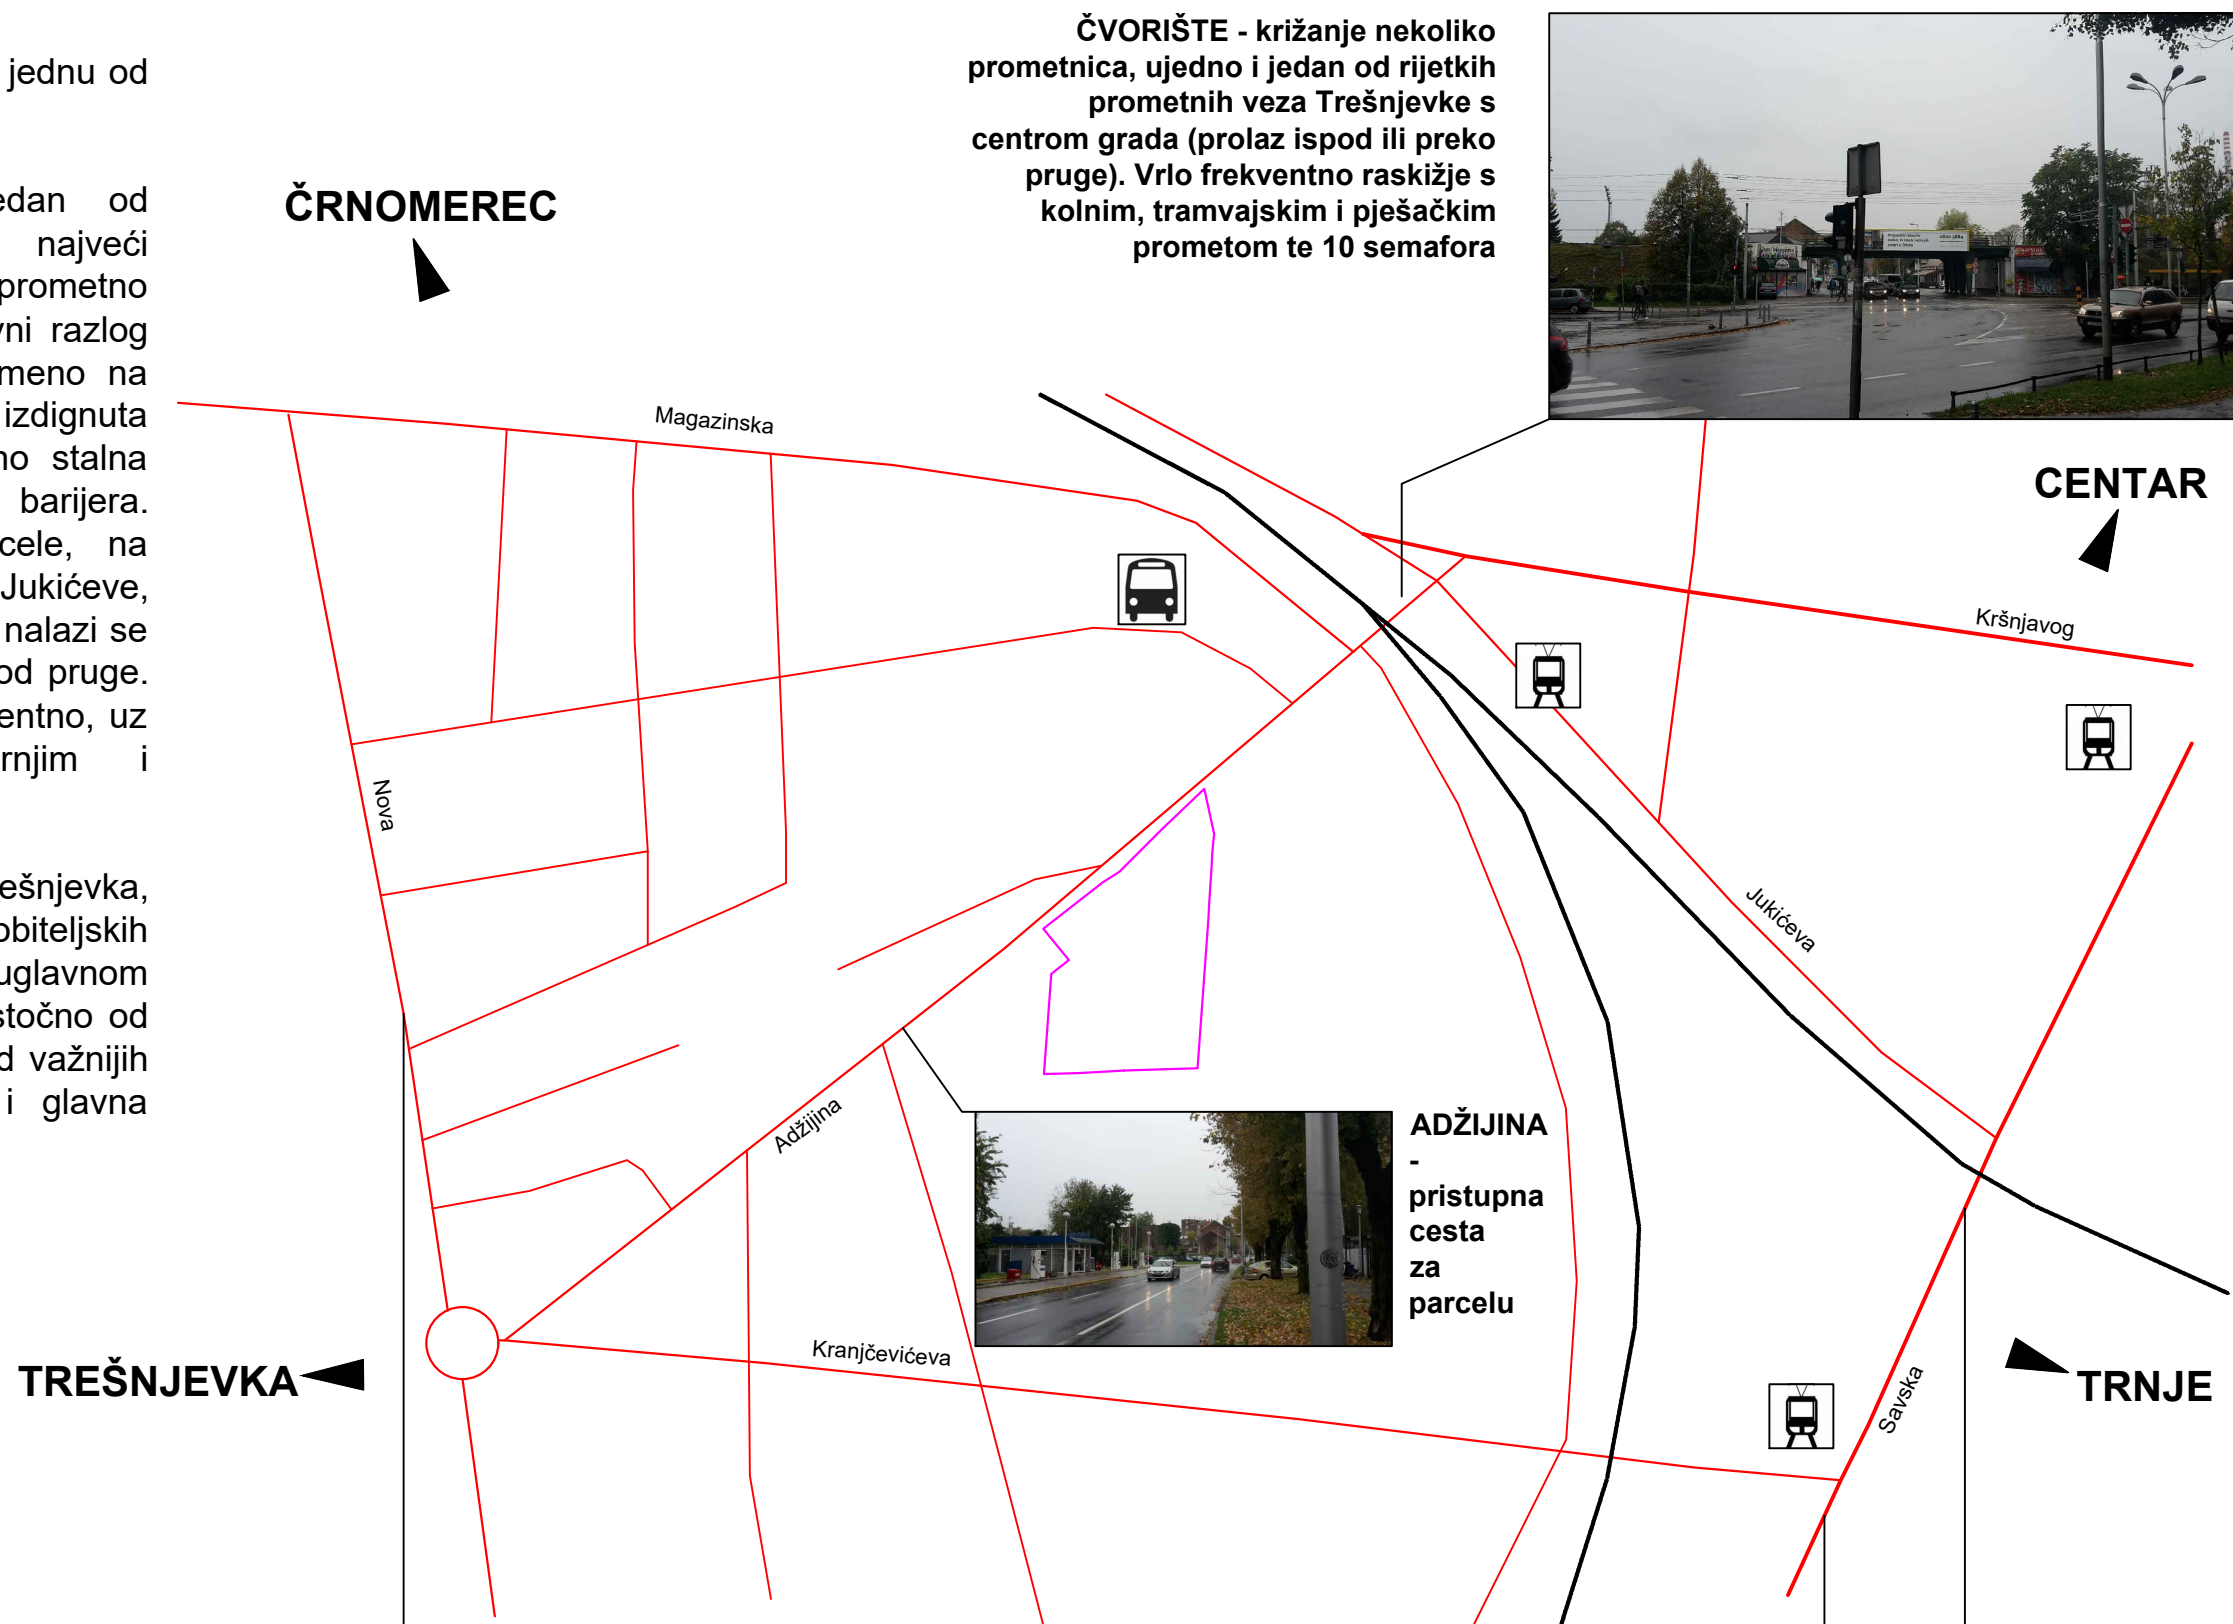 jednu od
edan od
najveći
prometno
vni razlog
meno na
izdignuta
no stalna
barijera.
cele, na
Jukićeve,
nalazi se
od pruge.
entno, uz
rnjim i
ešnjevka,
obiteljskih
uglavnom
stočno od
d važnijih
i glavna
ČVORIŠTE - križanje nekoliko
prometnica, ujedno i jedan od rijetkih
prometnih veza Trešnjevke s
centrom grada (prolaz ispod ili preko
pruge). Vrlo frekventno raskižje s
kolnim, tramvajskim i pješačkim
prometom te 10 semafora
ČRNOMEREC
Magazinska
CENTAR
Kršnjavog
Nova
Jukićeva
Adžijina
ADŽIJINA
-
pristupna
cesta
za
parcelu
Kranjčevićeva
TREŠNJEVKA
Savska
TRNJE